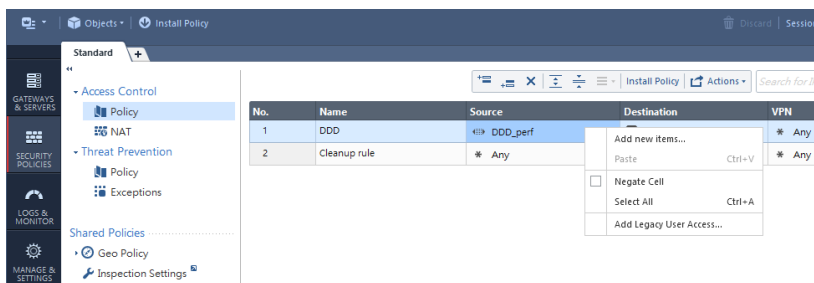 Objects Install Policy Discard Session
Standard +
GATEWAYS
& SERVERS
SECURITY
POLICIES
LOGS &
MONITOR
MANAGE &
SETTINGS
Access Control
Policy
NAT
Threat Prevention
Policy
Exceptions
Shared Policies
Geo Policy
Inspection Settings
Install Policy Actions Search for
No. Name Source Destination VPN
1 DDD DDD_perf * Any
2 Cleanup rule * Any * Any
Add new items...
Paste Ctrl+V
Negate Cell
Select All Ctrl+A
Add Legacy User Access...